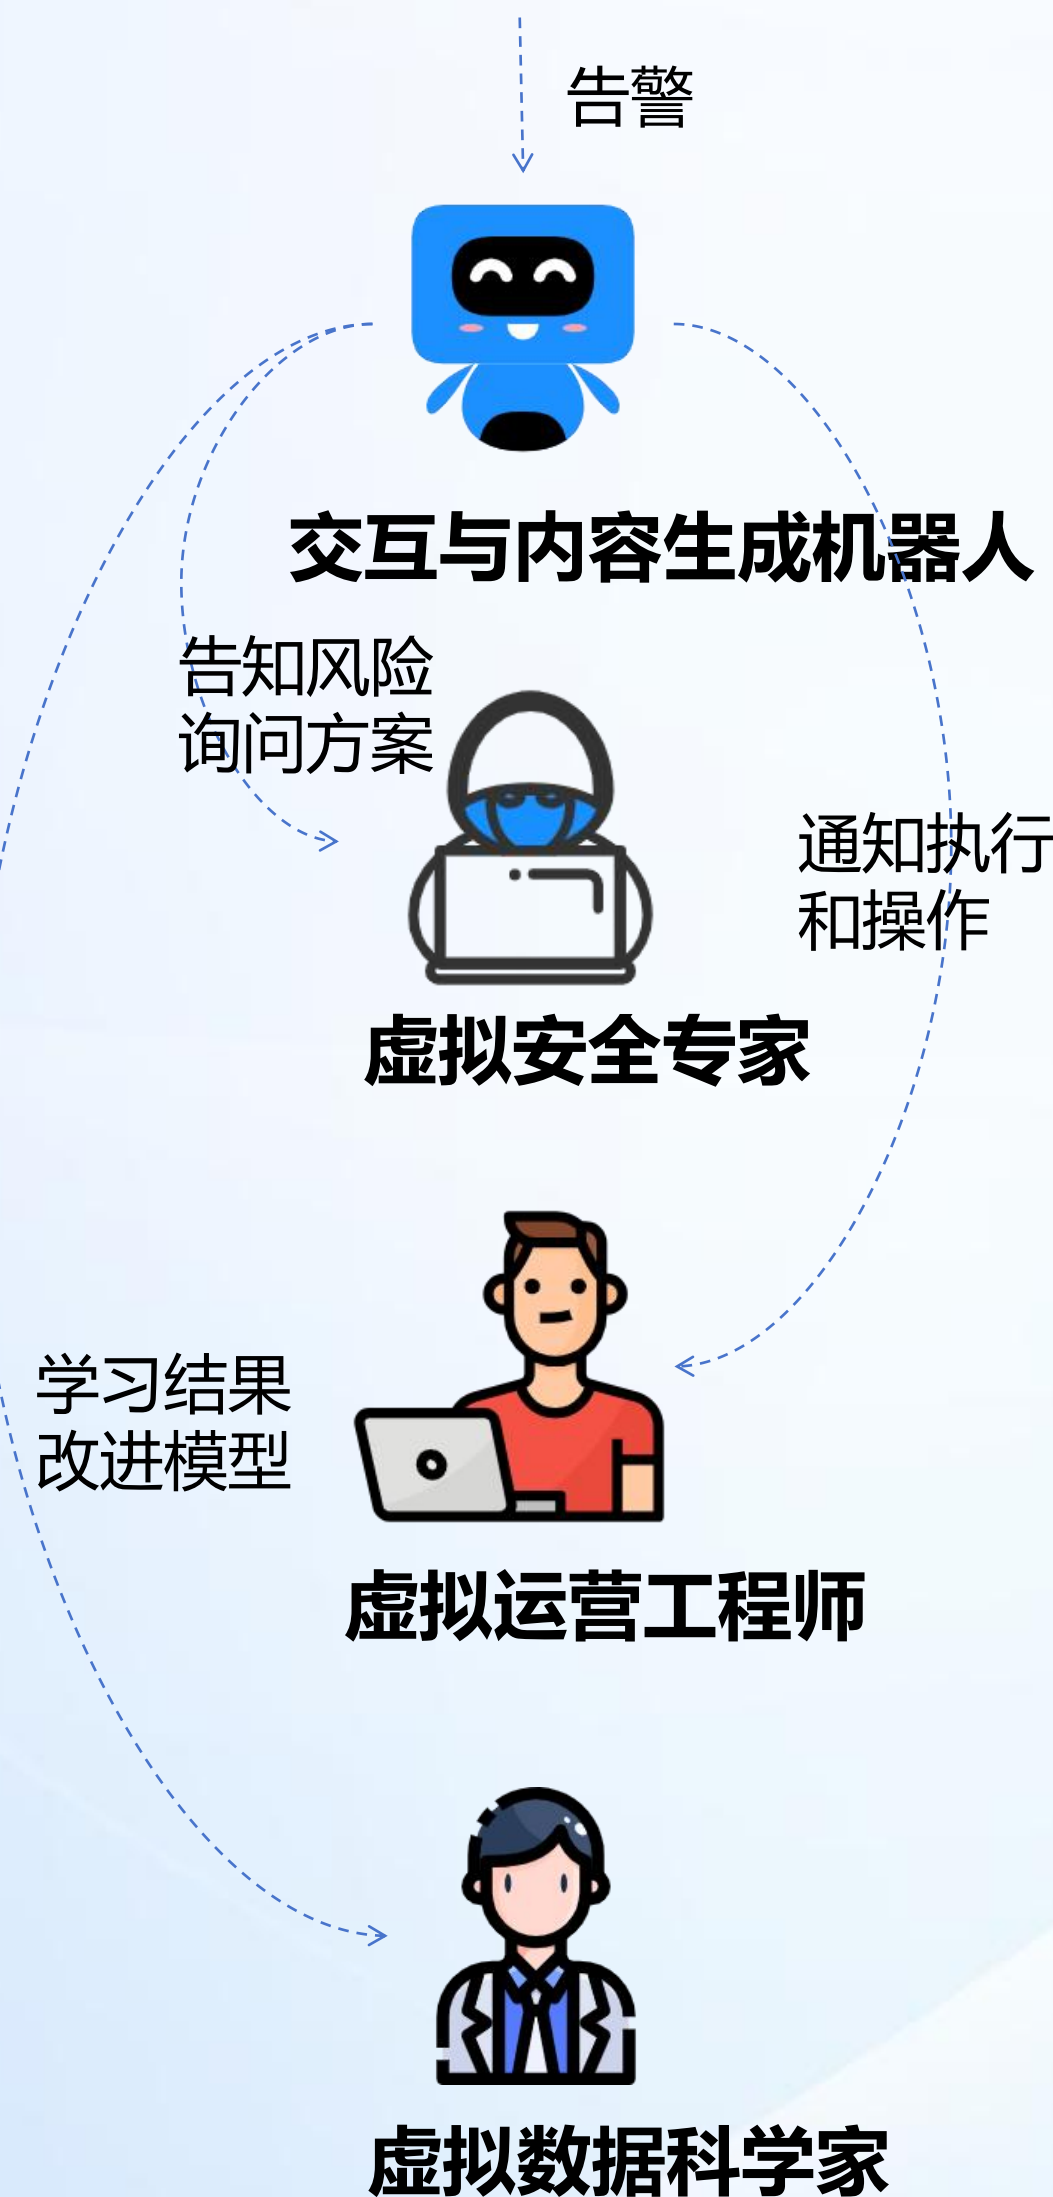 告警
交互与内容生成机器人
告知风险
询问方案
通知执行
和操作
虚拟安全专家
学习结果
改进模型
虚拟运营工程师
虚拟数据科学家